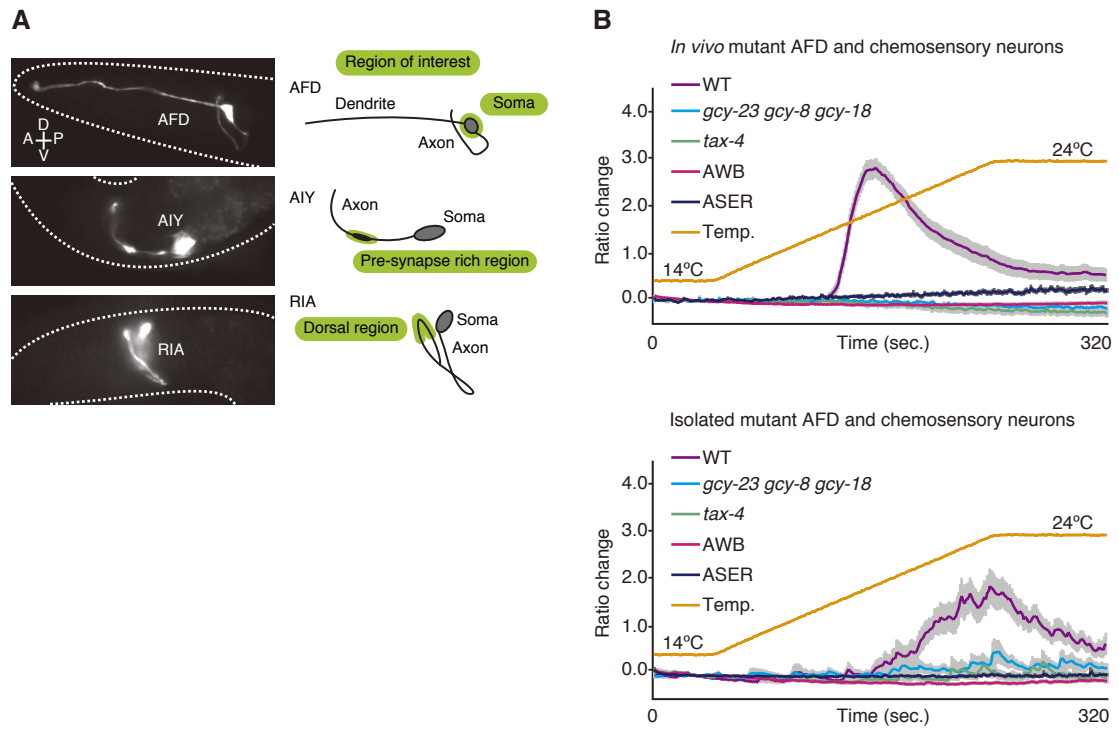 A
AFD
D
A
P
V
AIY
RIA
Region of interest
AFD
Dendrite
Soma
Axon
AIY
Axon
Soma
Pre-synapse rich region
RIA
Dorsal region
Soma
Axon
B
In vivo mutant AFD and chemosensory neurons
WT
gcy-23 gcy-8 gcy-18
tax-4
AWB
ASER
Temp.
4.0
3.0
2.0
1.0
0.0
Ratio change
14ºC
24ºC
0
Time (sec.)
320
Isolated mutant AFD and chemosensory neurons
WT
gcy-23 gcy-8 gcy-18
tax-4
AWB
ASER
Temp.
4.0
3.0
2.0
1.0
0.0
Ratio change
14ºC
24ºC
0
Time (sec.)
320